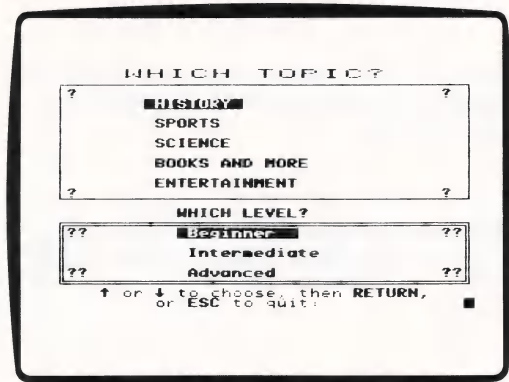 WHICH TOPIC?
? ?
HISTORY
SPORTS
SCIENCE
BOOKS AND MORE
ENTERTAINMENT
? ?
WHICH LEVEL?
?? Beginner ??
Intermediate
?? Advanced ??
↑ or ↓ to choose, then RETURN,
or ESC to quit: